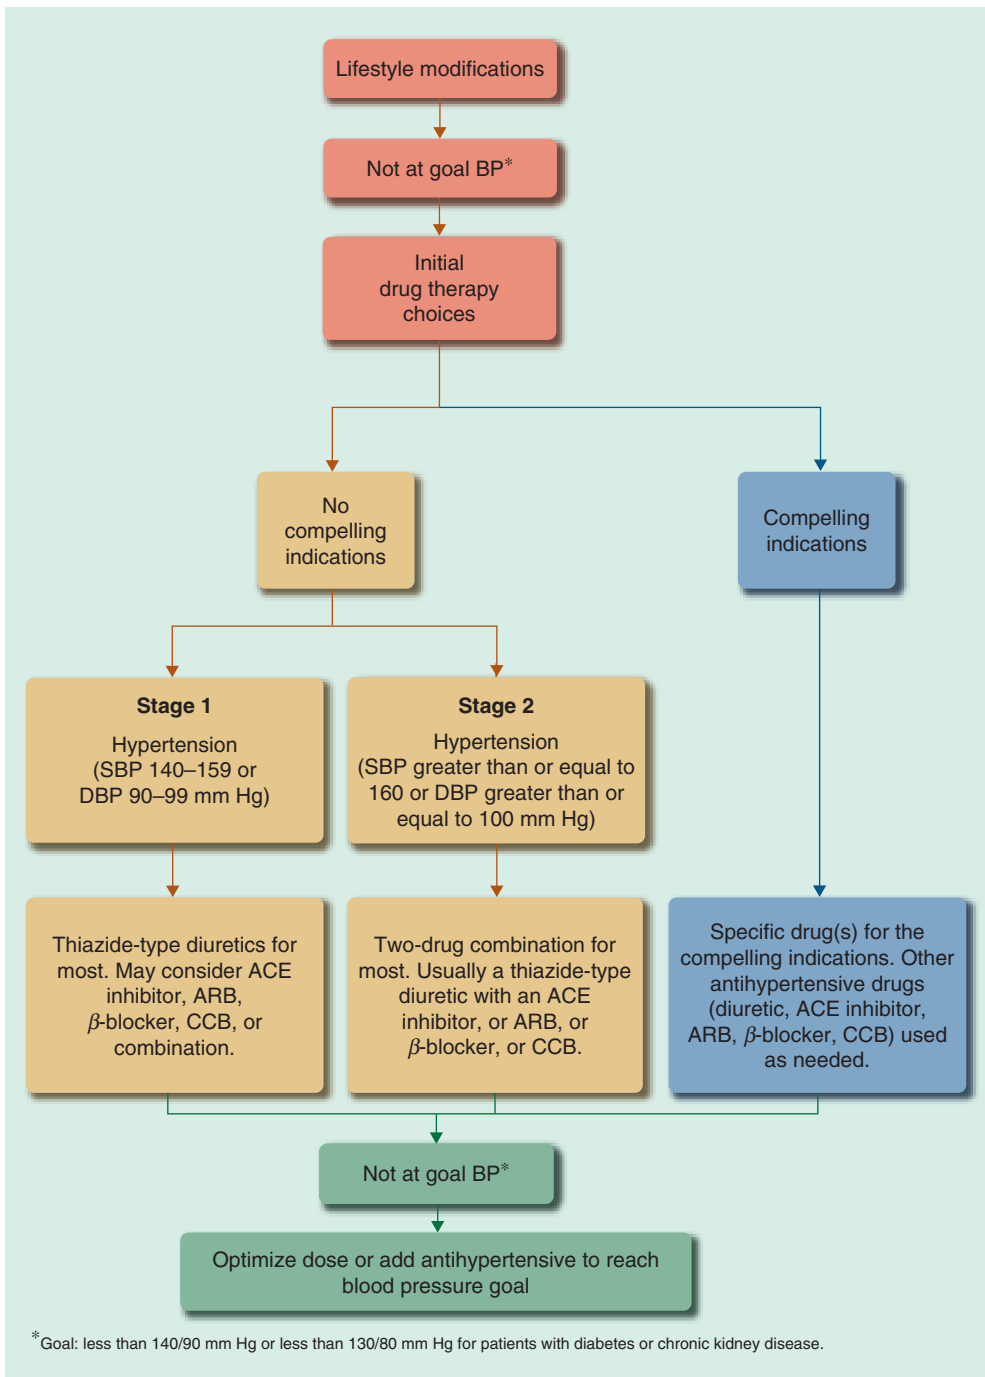 Lifestyle modifications
Not at goal BP*
Initial
drug therapy
choices
No
compelling
indications
Compelling
indications
Stage 1
Hypertension
(SBP 140–159 or
DBP 90–99 mm Hg)
Stage 2
Hypertension
(SBP greater than or equal to
160 or DBP greater than or
equal to 100 mm Hg)
Thiazide-type diuretics for
most. May consider ACE
inhibitor, ARB,
β-blocker, CCB, or
combination.
Two-drug combination for
most. Usually a thiazide-type
diuretic with an ACE
inhibitor, or ARB, or
β-blocker, or CCB.
Specific drug(s) for the
compelling indications. Other
antihypertensive drugs
(diuretic, ACE inhibitor,
ARB, β-blocker, CCB) used
as needed.
Not at goal BP*
Optimize dose or add antihypertensive to reach
blood pressure goal
*Goal: less than 140/90 mm Hg or less than 130/80 mm Hg for patients with diabetes or chronic kidney disease.